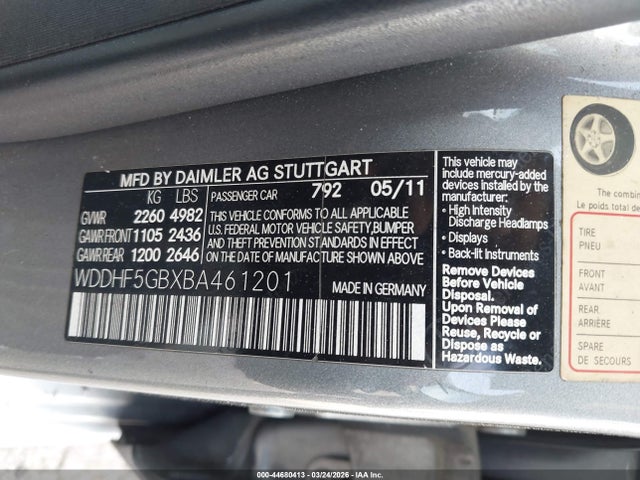 MFD BY DAIMLER AG STUTTGART
KG LBS PASSENGER CAR 792 05/11
GVWR 2260 4982
GAWR FRONT 1105 2436
GAWR REAR 1200 2646
THIS VEHICLE CONFORMS TO ALL APPLICABLE
U.S. FEDERAL MOTOR VEHICLE SAFETY,BUMPER
AND THEFT PREVENTION STANDARDS IN EFFECT
ON THE DATE OF MANUFACTURE SHOWN ABOVE.
WDDHF5GBXBA461201
MADE IN GERMANY
This vehicle may
include mercury-added
devices installed by the
manufacturer:
• High Intensity
Discharge Headlamps
• Displays
• Back-lit Instruments
Remove Devices
Before Vehicle
Disposal.
Upon Removal of
Devices Please
Reuse, Recycle or
Dispose as
Hazardous Waste.
The combin
Le poids total de
TIRE
PNEU
FRONT
AVANT
REAR
ARRIÈRE
SPARE
DE SECOURS
000-44680413 - 03/24/2026 - COPART.COM